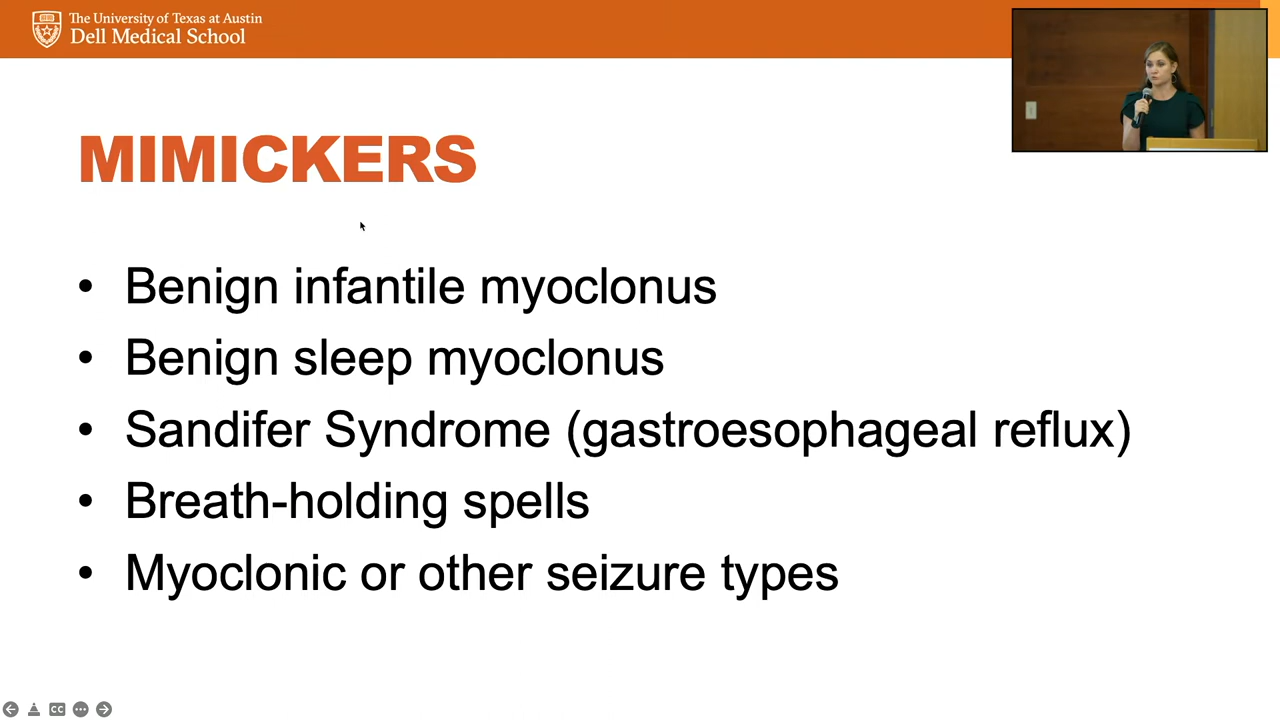 The University of Texas at Austin
Dell Medical School
MIMICKERS
• Benign infantile myoclonus
• Benign sleep myoclonus
• Sandifer Syndrome (gastroesophageal reflux)
• Breath-holding spells
• Myoclonic or other seizure types
CC